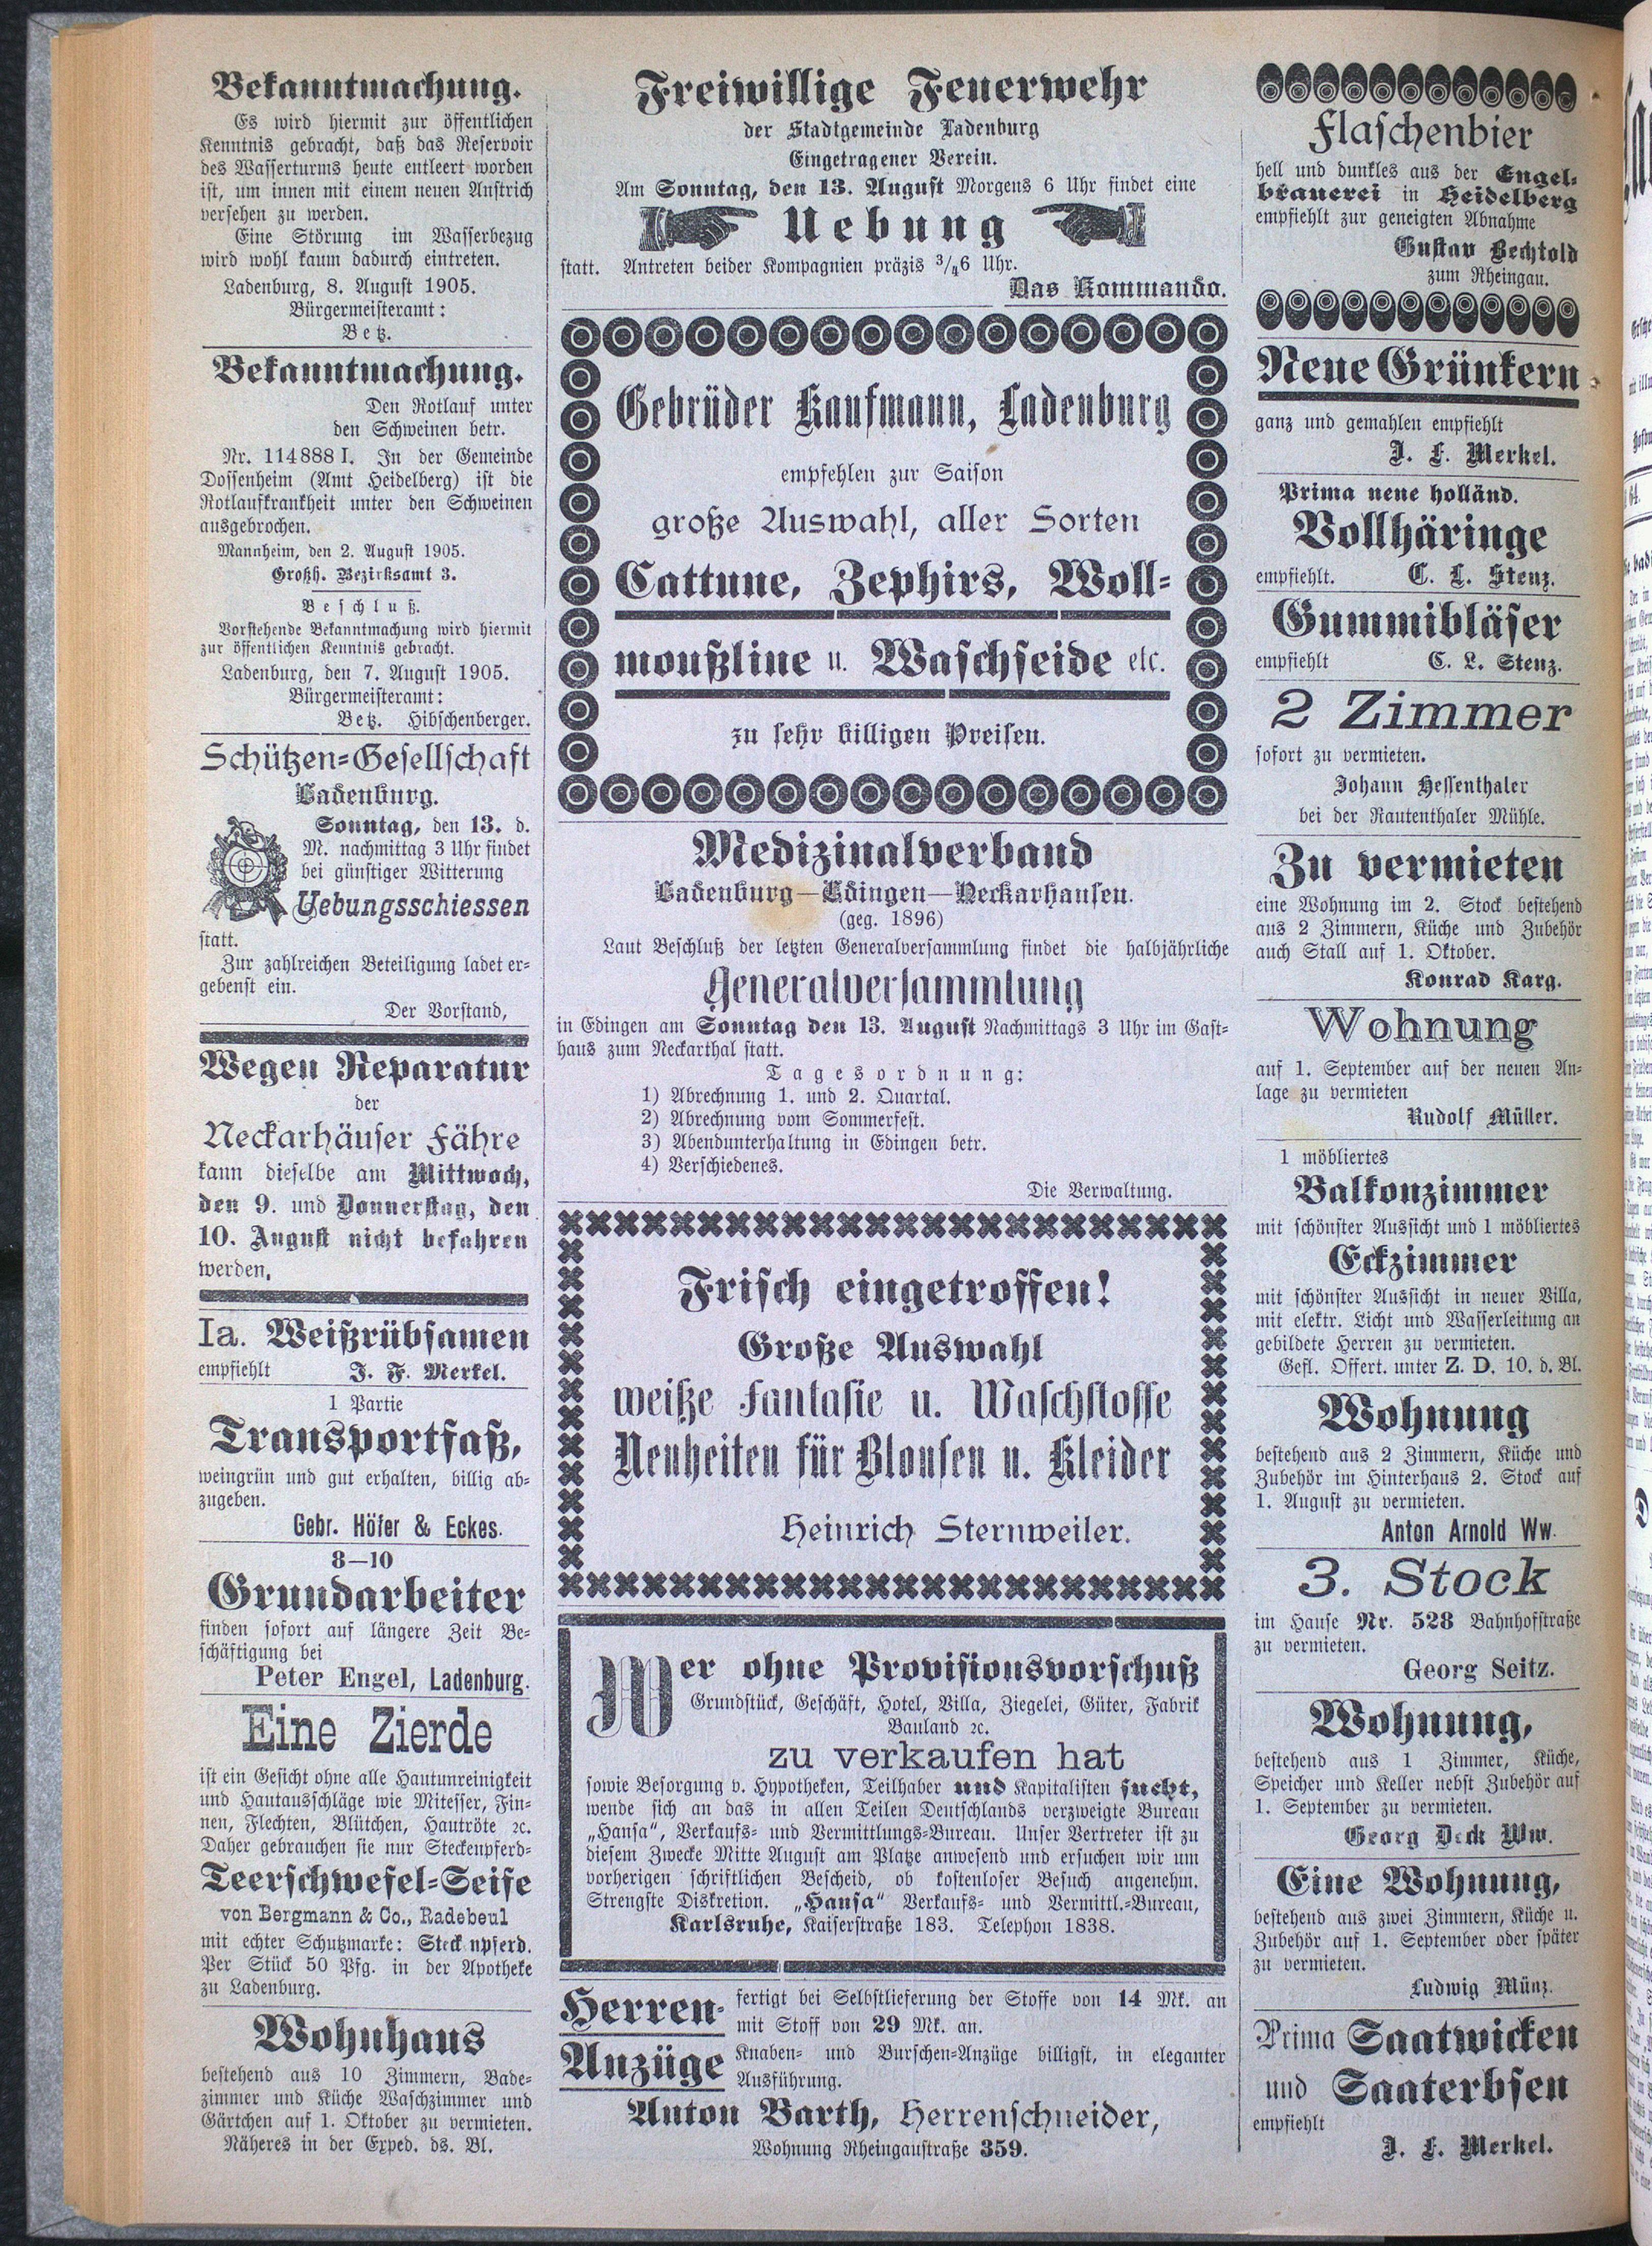 Bekanntmachung.
Es wird hiermit zur öffentlichen
Kenntnis gebracht, daß das Reservoir
des Wasserturms heute entleert worden
ist, um innen mit einem neuen Anstrich
versehen zu werden.
Eine Störung im Wasserbezug
wird wohl kaum dadurch eintreten.
Ladenburg, 8. August 1905.
Bürgermeisteramt:
Betz.
Bekanntmachung.
Den Rotlauf unter
den Schweinen betr.
Nr. 114888 I. In der Gemeinde
Dossenheim (Amt Heidelberg) ist die
Rotlaufkrankheit unter den Schweinen
ausgebrochen.
Mannheim, den 2. August 1905.
Großh. Bezirksamt 3.
Beschluß.
Vorstehende Bekanntmachung wird hiermit
zur öffentlichen Kenntnis gebracht.
Ladenburg, den 7. August 1905.
Bürgermeisteramt:
Betz. Hibschenberger.
Schützen-Gesellschaft
Ladenburg.
Sonntag, den 13. d.
M. nachmittag 3 Uhr findet
bei günstiger Witterung
Uebungsschiessen
statt.
Zur zahlreichen Beteiligung ladet er-
gebenst ein.
Der Vorstand,
Wegen Reparatur
der
Neckarhäuser Fähre
kann dieselbe am Mittwoch,
den 9. und Donnerstag, den
10. August nicht befahren
werden,
Ia. Weißrübsamen
empfiehlt J. F. Merkel.
1 Partie
Transportfaß,
weingrün und gut erhalten, billig ab-
zugeben.
Gebr. Höfer & Eckes.
8—10
Grundarbeiter
finden sofort auf längere Zeit Be-
schäftigung bei
Peter Engel, Ladenburg.
Eine Zierde
ist ein Gesicht ohne alle Hautunreinigkeit
und Hautausschläge wie Mitesser, Fin-
nen, Flechten, Blütchen, Hautröte ꝛc.
Daher gebrauchen sie nur Steckenpferd-
Teerschwefel-Seife
von Bergmann & Co., Radebeul
mit echter Schutzmarke: Steck npferd.
Per Stück 50 Pfg. in der Apotheke
zu Ladenburg.
Wohnhaus
bestehend aus 10 Zimmern, Bade-
zimmer und Küche Waschzimmer und
Gärtchen auf 1. Oktober zu vermieten.
Näheres in der Exped. ds. Bl.
Freiwillige Feuerwehr
der Stadtgemeinde Ladenburg
Eingetragener Verein.
Am Sonntag, den 13. August Morgens 6 Uhr findet eine
Uebung
statt. Antreten beider Kompagnien präzis 3/46 Uhr.
Das Kommando.
Gebrüder Kaufmann, Ladenburg
empfehlen zur Saison
große Auswahl, aller Sorten
Cattune, Zephirs, Woll-
moußline u. Waschseide etc.
zu sehr billigen Preisen.
Medizinalverband
Ladenburg—Edingen—Neckarhausen.
(geg. 1896)
Laut Beschluß der letzten Generalversammlung findet die halbjährliche
Generalversammlung
in Edingen am Sonntag den 13. August Nachmittags 3 Uhr im Gast-
haus zum Neckarthal statt.
Tagesordnung:
1) Abrechnung 1. und 2. Quartal.
2) Abrechnung vom Sommerfest.
3) Abendunterhaltung in Edingen betr.
4) Verschiedenes.
Die Verwaltung.
Frisch eingetroffen!
Große Auswahl
weiße Fantasie u. Waschstoffe
Neuheiten für Blousen u. Kleider
Heinrich Sternweiler.
Wer ohne Provisionsvorschuß
Grundstück, Geschäft, Hotel, Villa, Ziegelei, Güter, Fabrik
Bauland ꝛc.
zu verkaufen hat
sowie Besorgung v. Hypotheken, Teilhaber und Kapitalisten sucht,
wende sich an das in allen Teilen Deutschlands verzweigte Bureau
„Hansa“, Verkaufs- und Vermittlungs-Bureau. Unser Vertreter ist zu
diesem Zwecke Mitte August am Platze anwesend und ersuchen wir um
vorherigen schriftlichen Bescheid, ob kostenloser Besuch angenehm.
Strengste Diskretion. „Hansa“ Verkaufs- und Vermittl.-Bureau,
Karlsruhe, Kaiserstraße 183. Telephon 1838.
Herren-Anzüge
fertigt bei Selbstlieferung der Stoffe von 14 Mk. an
mit Stoff von 29 Mk. an.
Knaben- und Burschen-Anzüge billigst, in eleganter
Ausführung.
Anton Barth, Herrenschneider,
Wohnung Rheingaustraße 359.
Flaschenbier
hell und dunkles aus der Engel-
brauerei in Heidelberg
empfiehlt zur geneigten Abnahme
Gustav Bechtold
zum Rheingau.
Neue Grünkern
ganz und gemahlen empfiehlt
J. F. Merkel.
Prima neue holländ.
Vollhäringe
empfiehlt. C. L. Stenz.
Gummibläser
empfiehlt C. L. Stenz.
2 Zimmer
sofort zu vermieten.
Johann Hessenthaler
bei der Rautenthaler Mühle.
Zu vermieten
eine Wohnung im 2. Stock bestehend
aus 2 Zimmern, Küche und Zubehör
auch Stall auf 1. Oktober.
Konrad Karg.
Wohnung
auf 1. September auf der neuen An-
lage zu vermieten
Rudolf Müller.
1 möbliertes
Balkonzimmer
mit schönster Aussicht und 1 möbliertes
Eckzimmer
mit schönster Aussicht in neuer Villa,
mit elektr. Licht und Wasserleitung an
gebildete Herren zu vermieten.
Gefl. Offert. unter Z. D. 10. d. Bl.
Wohnung
bestehend aus 2 Zimmern, Küche und
Zubehör im Hinterhaus 2. Stock auf
1. August zu vermieten.
Anton Arnold Ww.
3. Stock
im Hause Nr. 528 Bahnhofstraße
zu vermieten.
Georg Seitz.
Wohnung,
bestehend aus 1 Zimmer, Küche,
Speicher und Keller nebst Zubehör auf
1. September zu vermieten.
Georg Deck Ww.
Eine Wohnung,
bestehend aus zwei Zimmern, Küche u.
Zubehör auf 1. September oder später
zu vermieten.
Ludwig Münz.
Prima Saatwicken
und Saaterbsen
empfiehlt
J. F. Merkel.